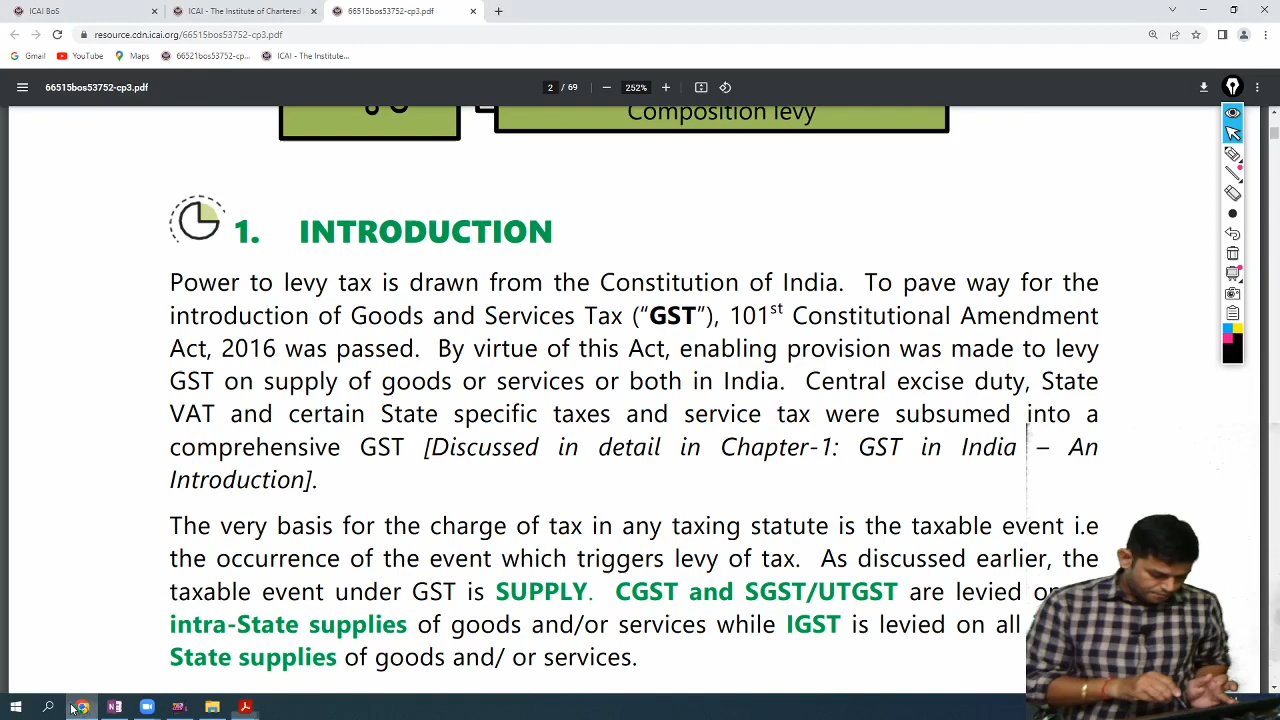 ICAI BoS
ICAI - The Institute of Chartered
66515bos53752-cp3.pdf
resource.cdn.icai.org/66515bos53752-cp3.pdf
Gmail
YouTube
Maps
66521bos53752-cp...
ICAI - The Institute...
66515bos53752-cp3.pdf
2 / 69
252%
Composition levy
1. INTRODUCTION
Power to levy tax is drawn from the Constitution of India. To pave way for the
introduction of Goods and Services Tax (“GST”), 101st Constitutional Amendment
Act, 2016 was passed. By virtue of this Act, enabling provision was made to levy
GST on supply of goods or services or both in India. Central excise duty, State
VAT and certain State specific taxes and service tax were subsumed into a
comprehensive GST [Discussed in detail in Chapter-1: GST in India – An
Introduction].
The very basis for the charge of tax in any taxing statute is the taxable event i.e
the occurrence of the event which triggers levy of tax. As discussed earlier, the
taxable event under GST is SUPPLY. CGST and SGST/UTGST are levied
intra-State supplies of goods and/or services while IGST is levied on all
State supplies of goods and/ or services.